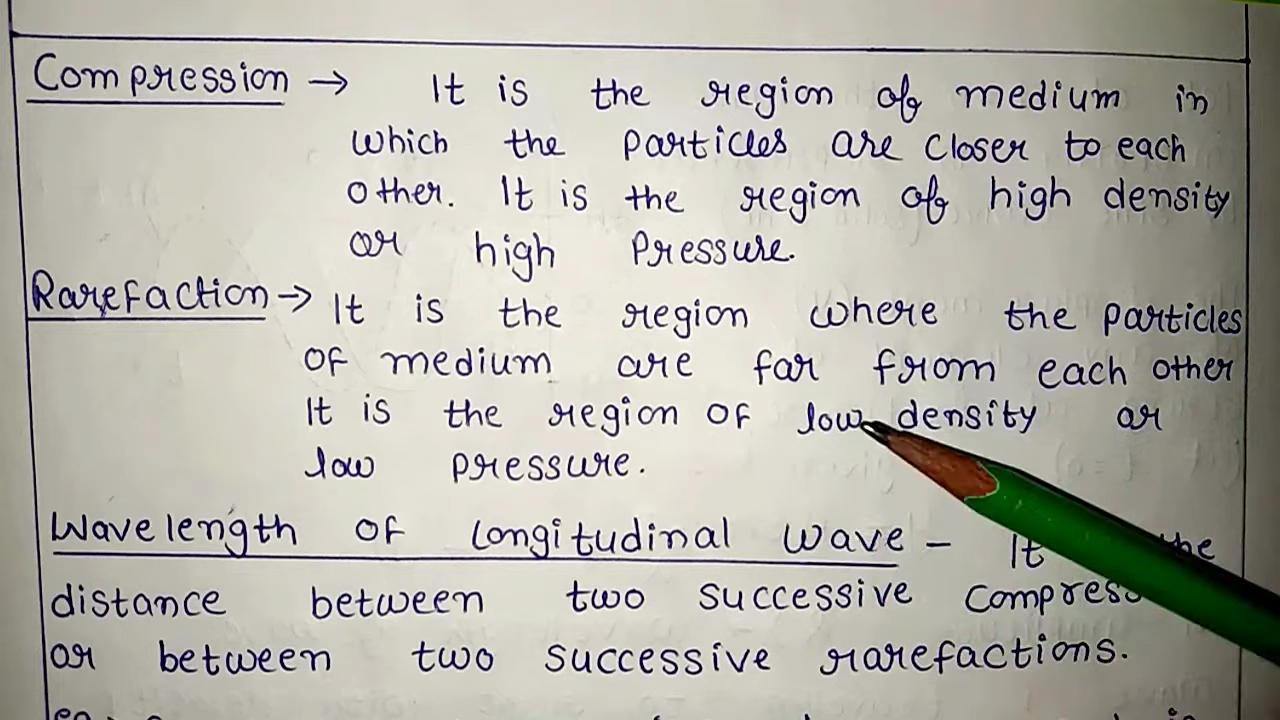 Compression → It is the region of medium in
which the particles are closer to each
other. It is the region of high density
or high Pressure.
Rarefaction → It is the region where the particles
of medium are far from each other
It is the region of low density or
low pressure.
Wavelength of longitudinal wave - It the
distance between two successive
or between two successive rarefactions.